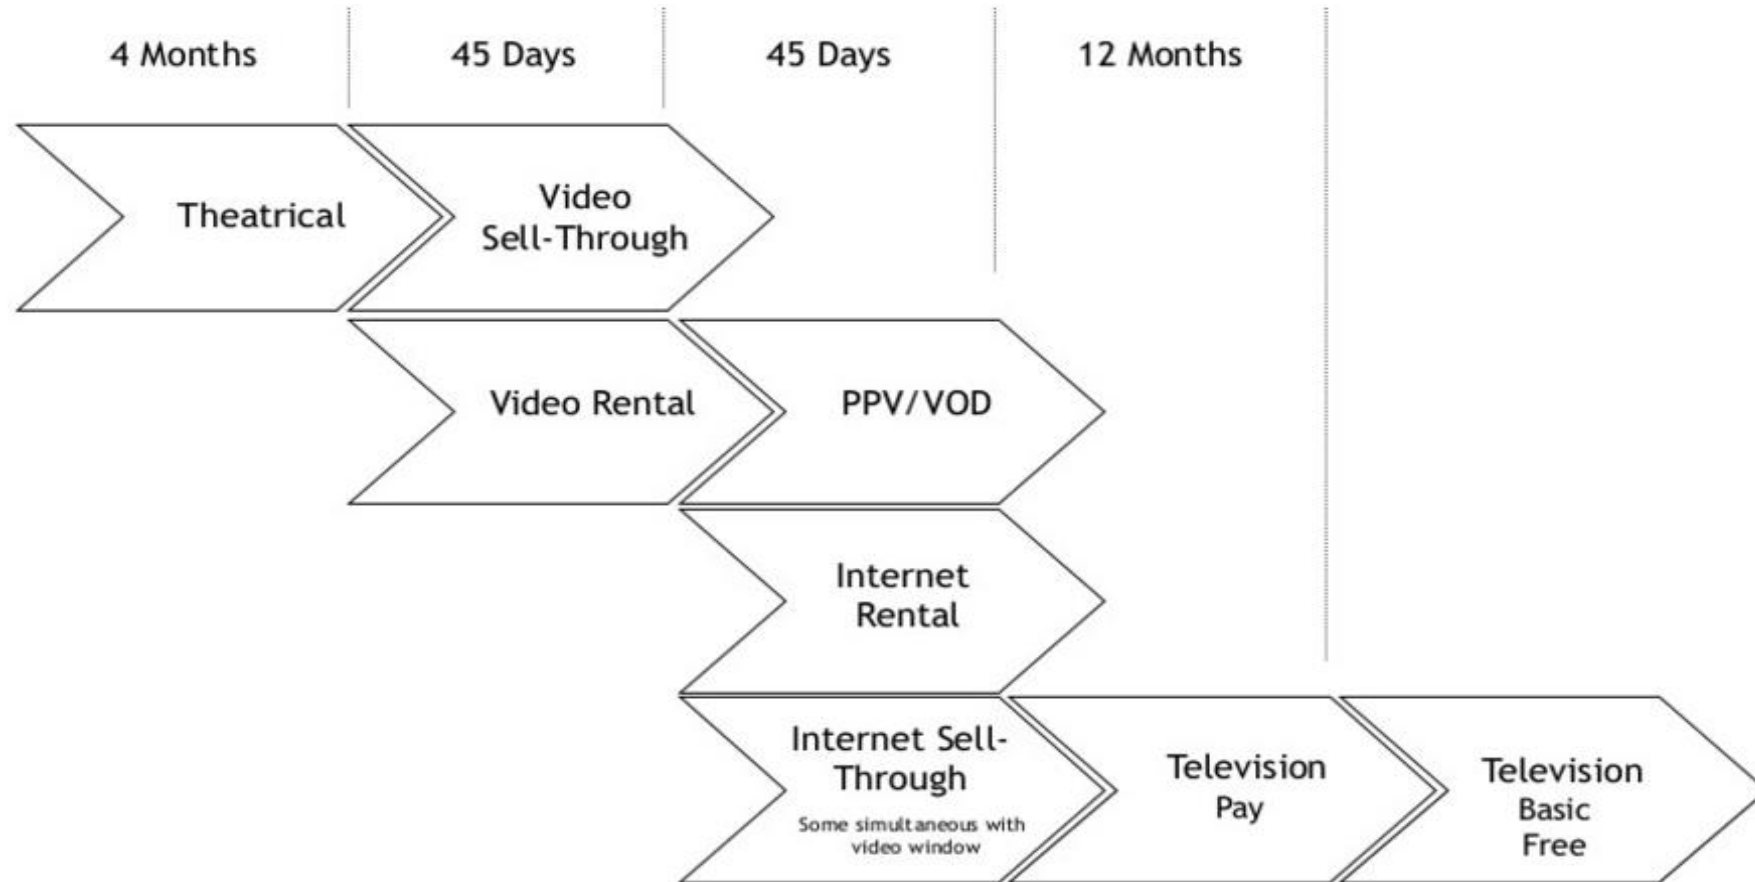 4 Months
45 Days
45 Days
12 Months
Theatrical
Video
Sell-Through
Video Rental
PPV/VOD
Internet
Rental
Internet Sell-
Through
Some simultaneous with
video window
Television
Pay
Television
Basic
Free